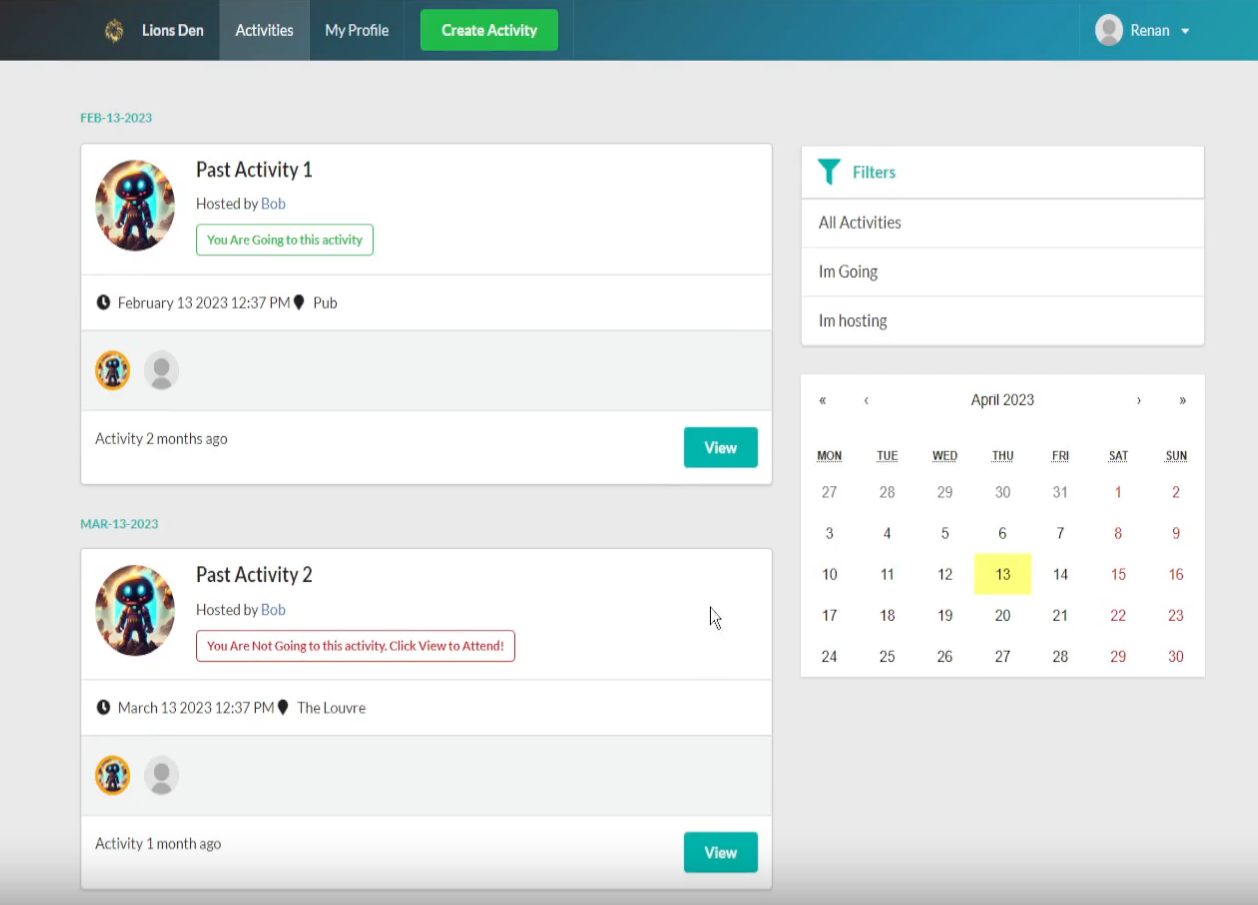 Lions Den Activities My Profile Create Activity Renan
FEB-13-2023
Past Activity 1
Hosted by Bob
You Are Going to this activity
February 13 2023 12:37 PM Pub
Activity 2 months ago
View
MAR-13-2023
Past Activity 2
Hosted by Bob
You Are Not Going to this activity. Click View to Attend!
March 13 2023 12:37 PM The Louvre
Activity 1 month ago
View
Filters
All Activities
Im Going
Im hosting
« ‹ April 2023 › »
MON TUE WED THU FRI SAT SUN
27 28 29 30 31 1 2
3 4 5 6 7 8 9
10 11 12 13 14 15 16
17 18 19 20 21 22 23
24 25 26 27 28 29 30